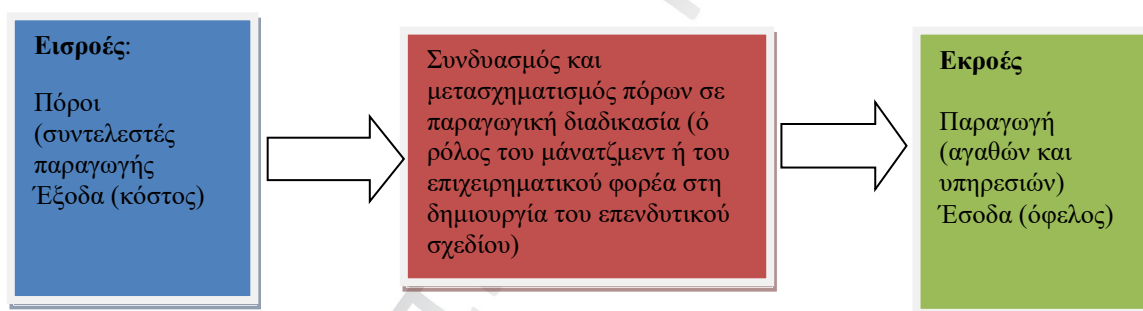 Εισροές:
Πόροι
(συντελεστές
παραγωγής
Έξοδα (κόστος)
Συνδυασμός και
μετασχηματισμός πόρων σε
παραγωγική διαδικασία (ό
ρόλος του μάνατζμεντ ή του
επιχειρηματικού φορέα στη
δημιουργία του επενδυτικού
σχεδίου)
Εκροές
Παραγωγή
(αγαθών και
υπηρεσιών)
Έσοδα (όφελος)